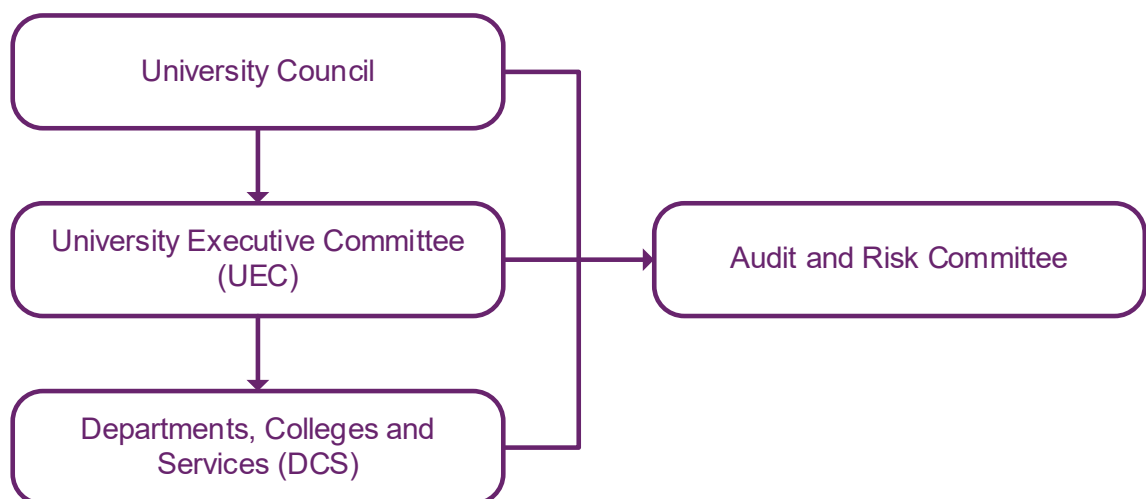 University Council
University Executive Committee
(UEC)
Audit and Risk Committee
Departments, Colleges and
Services (DCS)